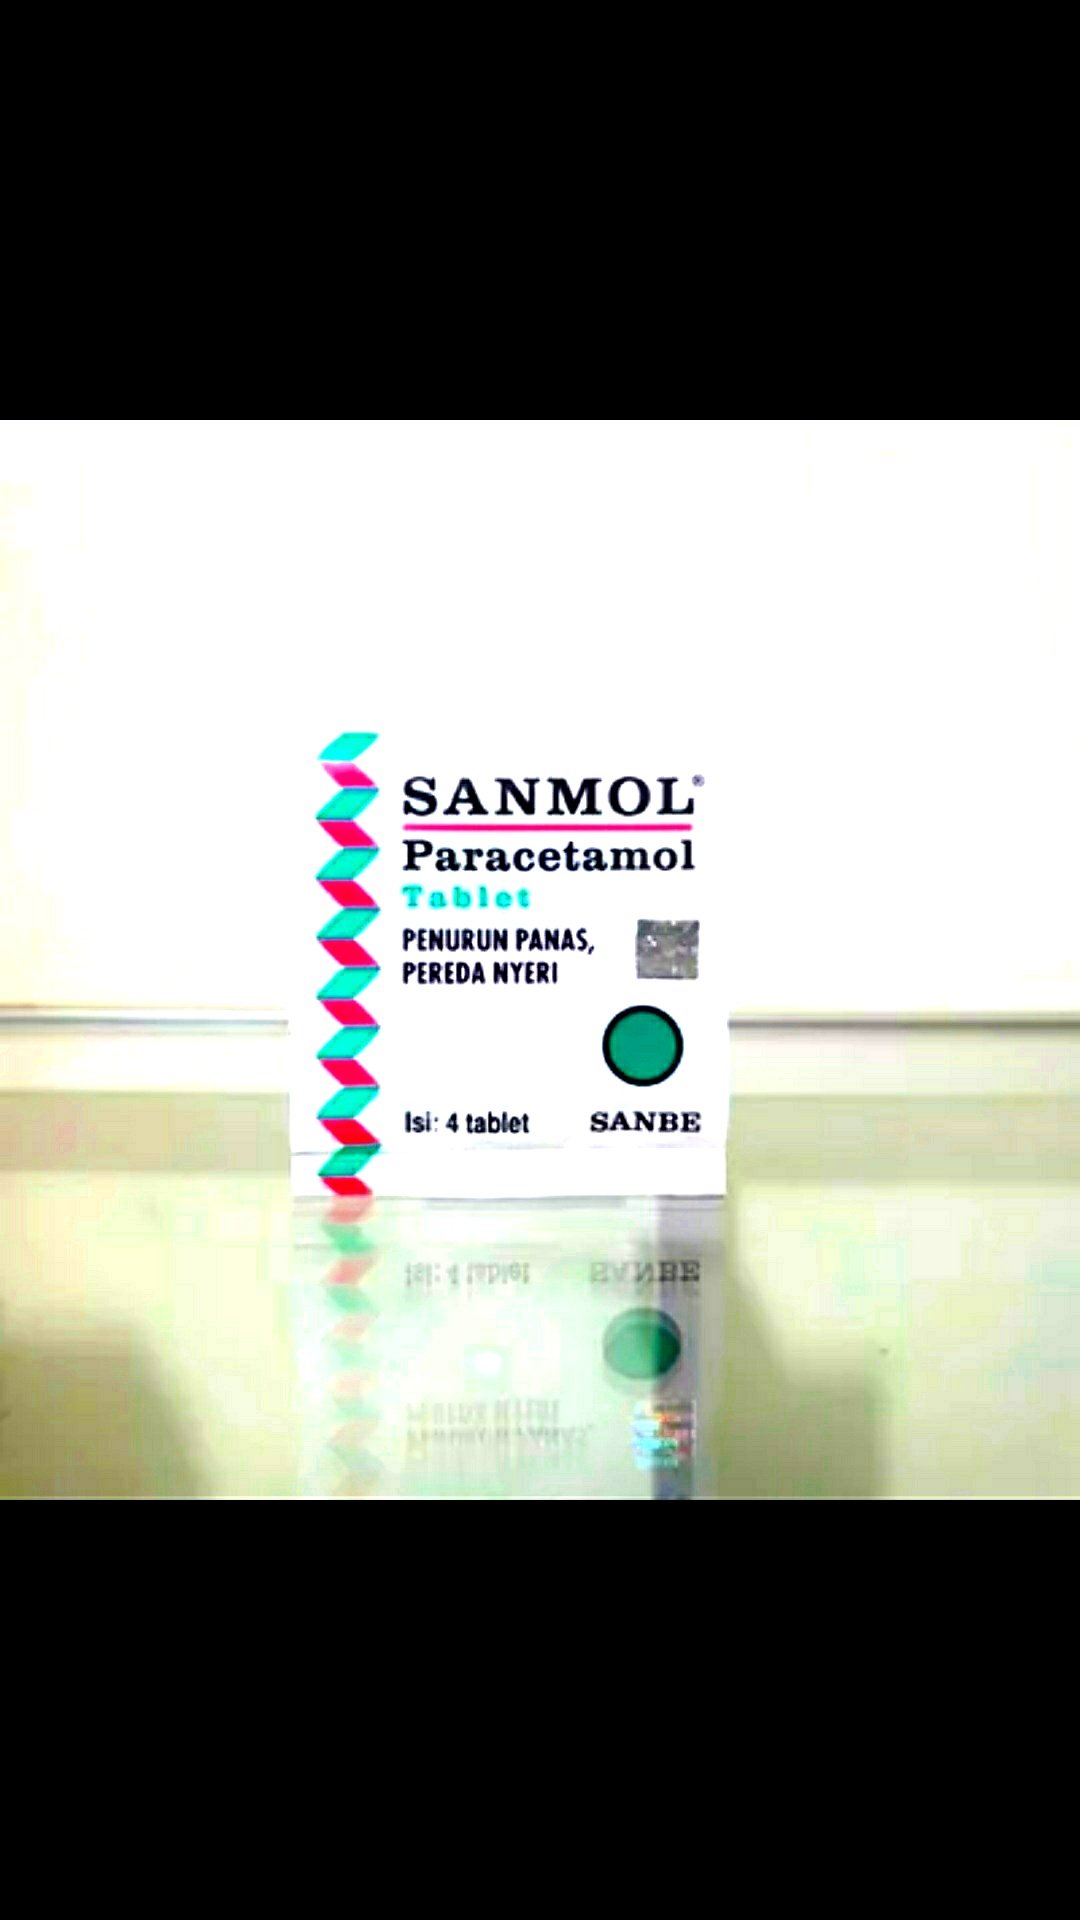 SANMOL®
Paracetamol
Tablet
PENURUN PANAS,
PEREDA NYERI
Isi: 4 tablet SANBE